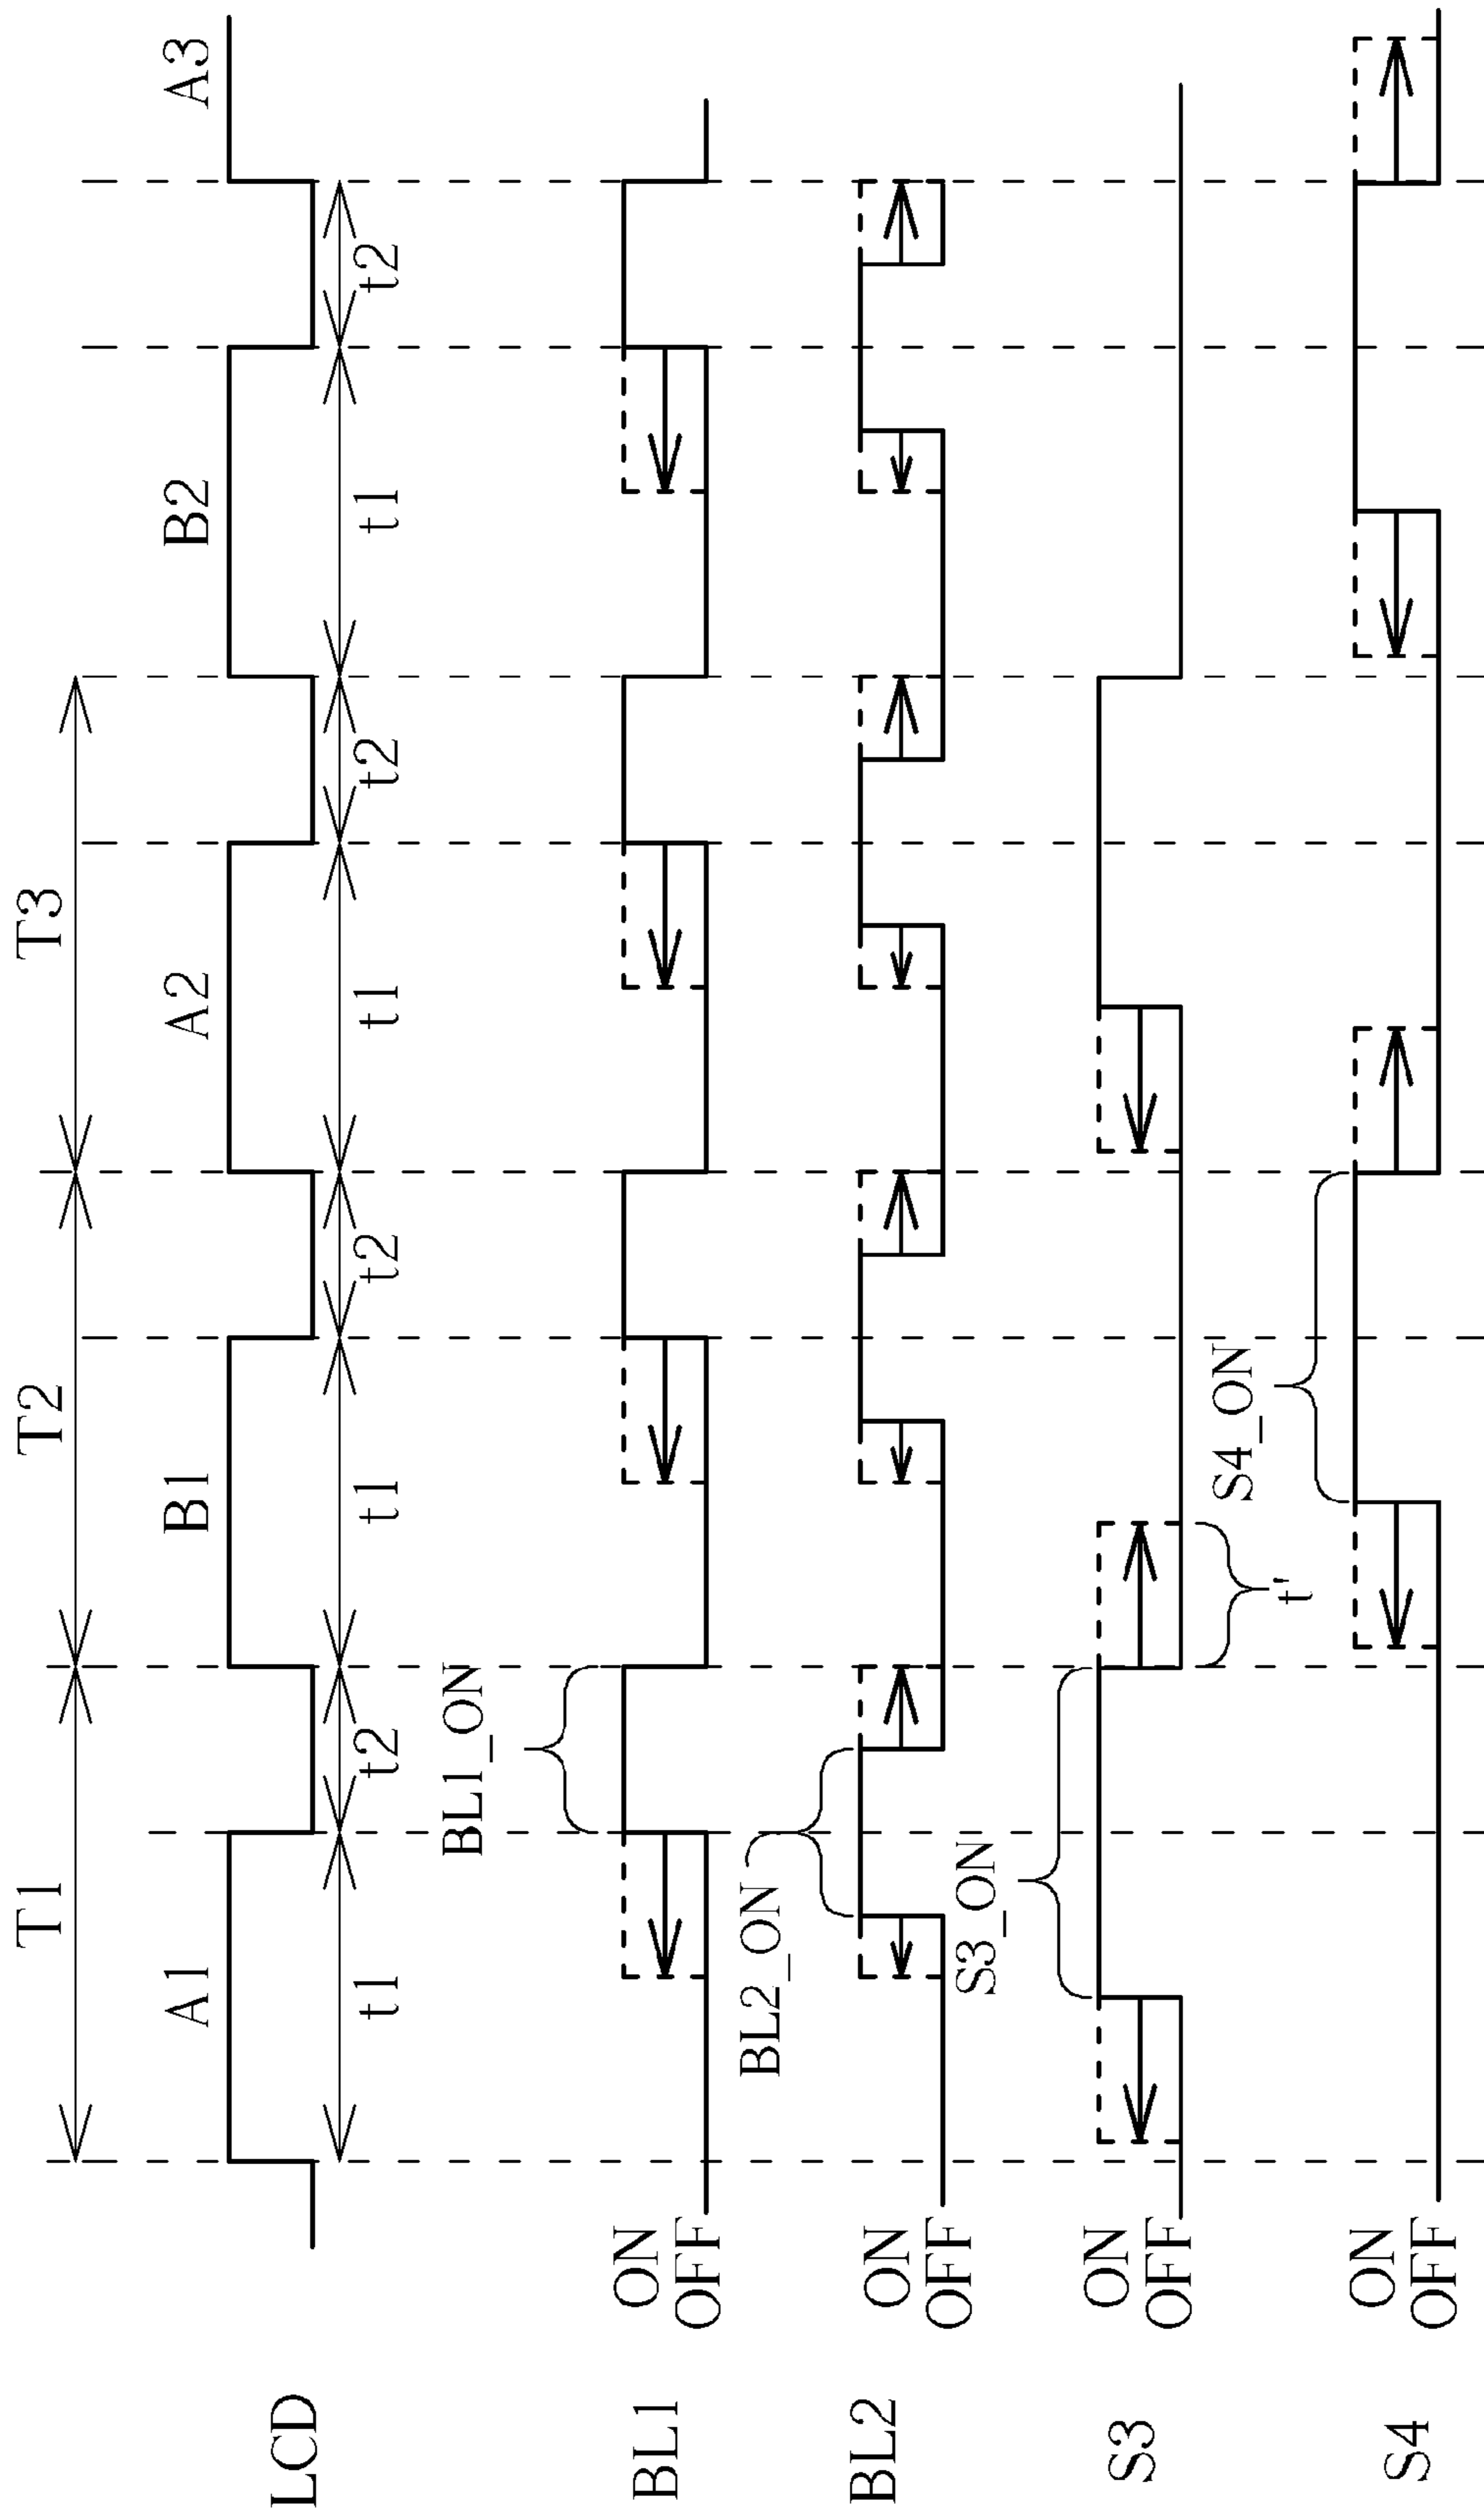 T1 T2 T3
A1 B1 A2 B2 A3
LCD
t1 t2 t1 t2 t1 t2 t1 t2
BL1_ON
BL1
ON
OFF
BL2_ON
BL2
ON
OFF
S3_ON
S3
ON
OFF
t'
S4_ON
S4
ON
OFF